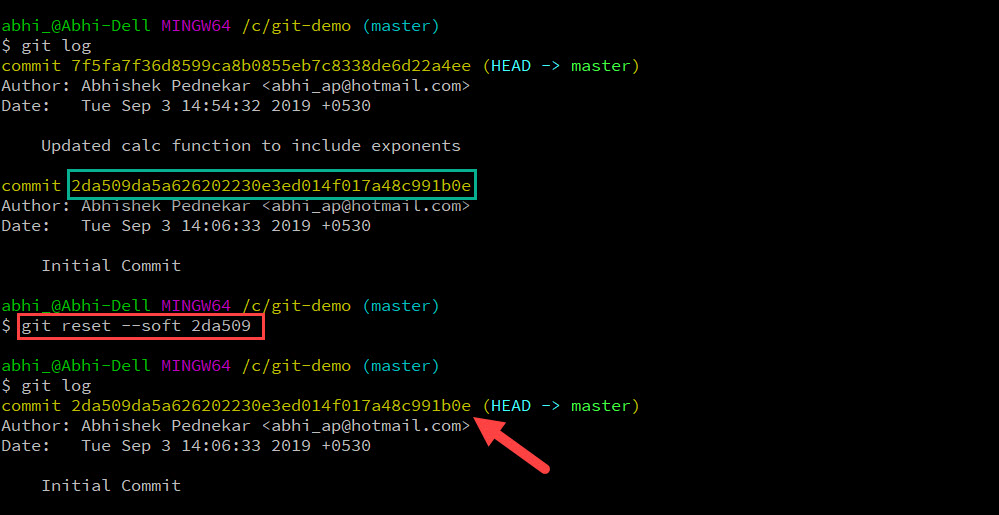 abhi_@Abhi-Dell MINGW64 /c/git-demo (master)
$ git log
commit 7f5fa7f36d8599ca8b0855eb7c8338de6d22a4ee (HEAD -> master)
Author: Abhishek Pednekar <abhi_ap@hotmail.com>
Date:   Tue Sep 3 14:54:32 2019 +0530
    Updated calc function to include exponents
commit 2da509da5a626202230e3ed014f017a48c991b0e
Author: Abhishek Pednekar <abhi_ap@hotmail.com>
Date:   Tue Sep 3 14:06:33 2019 +0530
    Initial Commit
abhi_@Abhi-Dell MINGW64 /c/git-demo (master)
$ git reset --soft 2da509
abhi_@Abhi-Dell MINGW64 /c/git-demo (master)
$ git log
commit 2da509da5a626202230e3ed014f017a48c991b0e (HEAD -> master)
Author: Abhishek Pednekar <abhi_ap@hotmail.com>
Date:   Tue Sep 3 14:06:33 2019 +0530
    Initial Commit